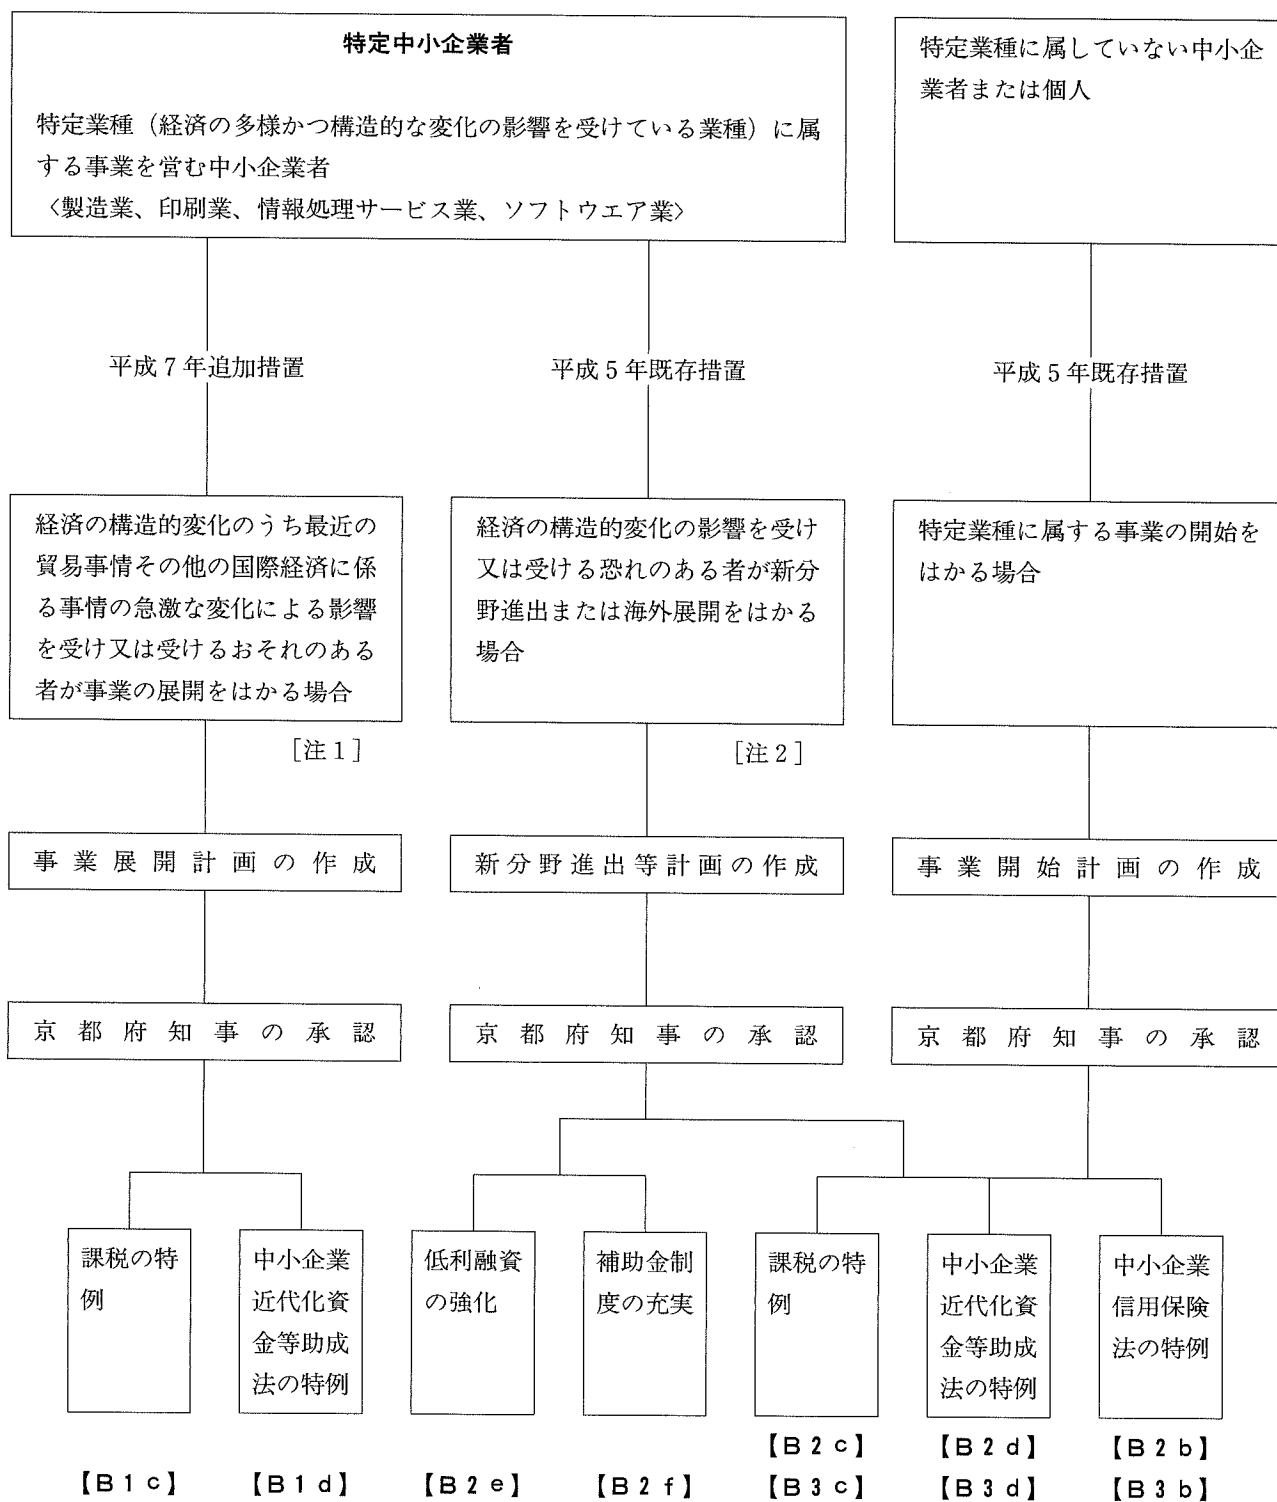 特定中小企業者
特定業種（経済の多様かつ構造的な変化の影響を受けている業種）に属
する事業を営む中小企業者
〈製造業、印刷業、情報処理サービス業、ソフトウエア業〉
特定業種に属していない中小企
業者または個人
平成７年追加措置
平成５年既存措置
平成５年既存措置
経済の構造的変化のうち最近の
貿易事情その他の国際経済に係
る事情の急激な変化による影響
を受け又は受けるおそれのある
者が事業の展開をはかる場合
［注１］
経済の構造的変化の影響を受け
又は受ける恐れのある者が新分
野進出または海外展開をはかる
場合
［注２］
特定業種に属する事業の開始を
はかる場合
事業展開計画の作成
新分野進出等計画の作成
事業開始計画の作成
京都府知事の承認
京都府知事の承認
京都府知事の承認
課税の特
例
中小企業
近代化資
金等助成
法の特例
低利融資
の強化
補助金制
度の充実
課税の特
例
中小企業
近代化資
金等助成
法の特例
中小企業
信用保険
法の特例
【Ｂ１ｃ】
【Ｂ１ｄ】
【Ｂ２ｅ】
【Ｂ２ｆ】
【Ｂ２ｃ】
【Ｂ３ｃ】
【Ｂ２ｄ】
【Ｂ３ｄ】
【Ｂ２ｂ】
【Ｂ３ｂ】